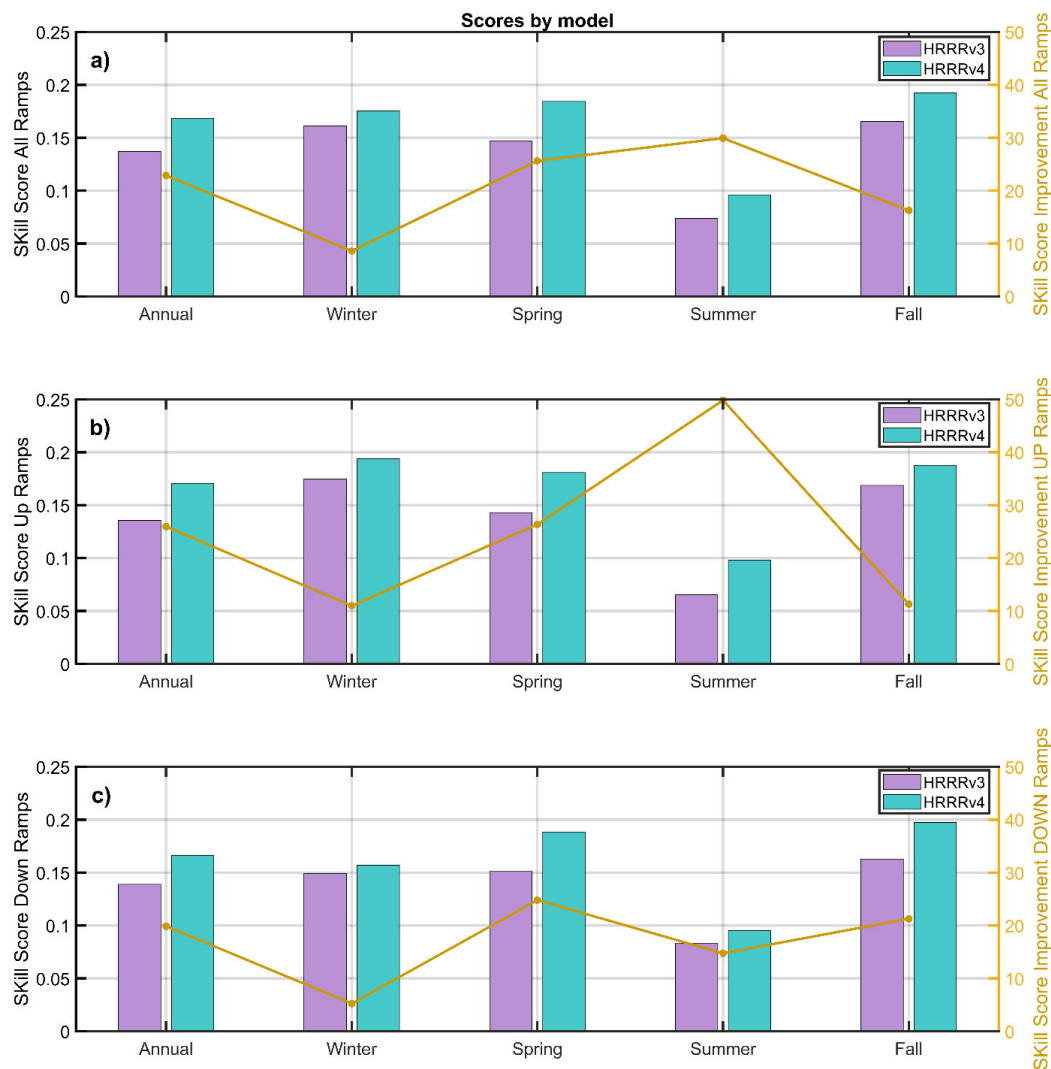 Scores by model
a)
HRRRv3
HRRRv4
SKill Score All Ramps
0.25
0.2
0.15
0.1
0.05
0
50
40
30
20
10
0
SKill Score Improvement All Ramps
Annual Winter Spring Summer Fall
b)
HRRRv3
HRRRv4
SKill Score Up Ramps
0.25
0.2
0.15
0.1
0.05
0
50
40
30
20
10
0
SKill Score Improvement UP Ramps
Annual Winter Spring Summer Fall
c)
HRRRv3
HRRRv4
SKill Score Down Ramps
0.25
0.2
0.15
0.1
0.05
0
50
40
30
20
10
0
SKill Score Improvement DOWN Ramps
Annual Winter Spring Summer Fall